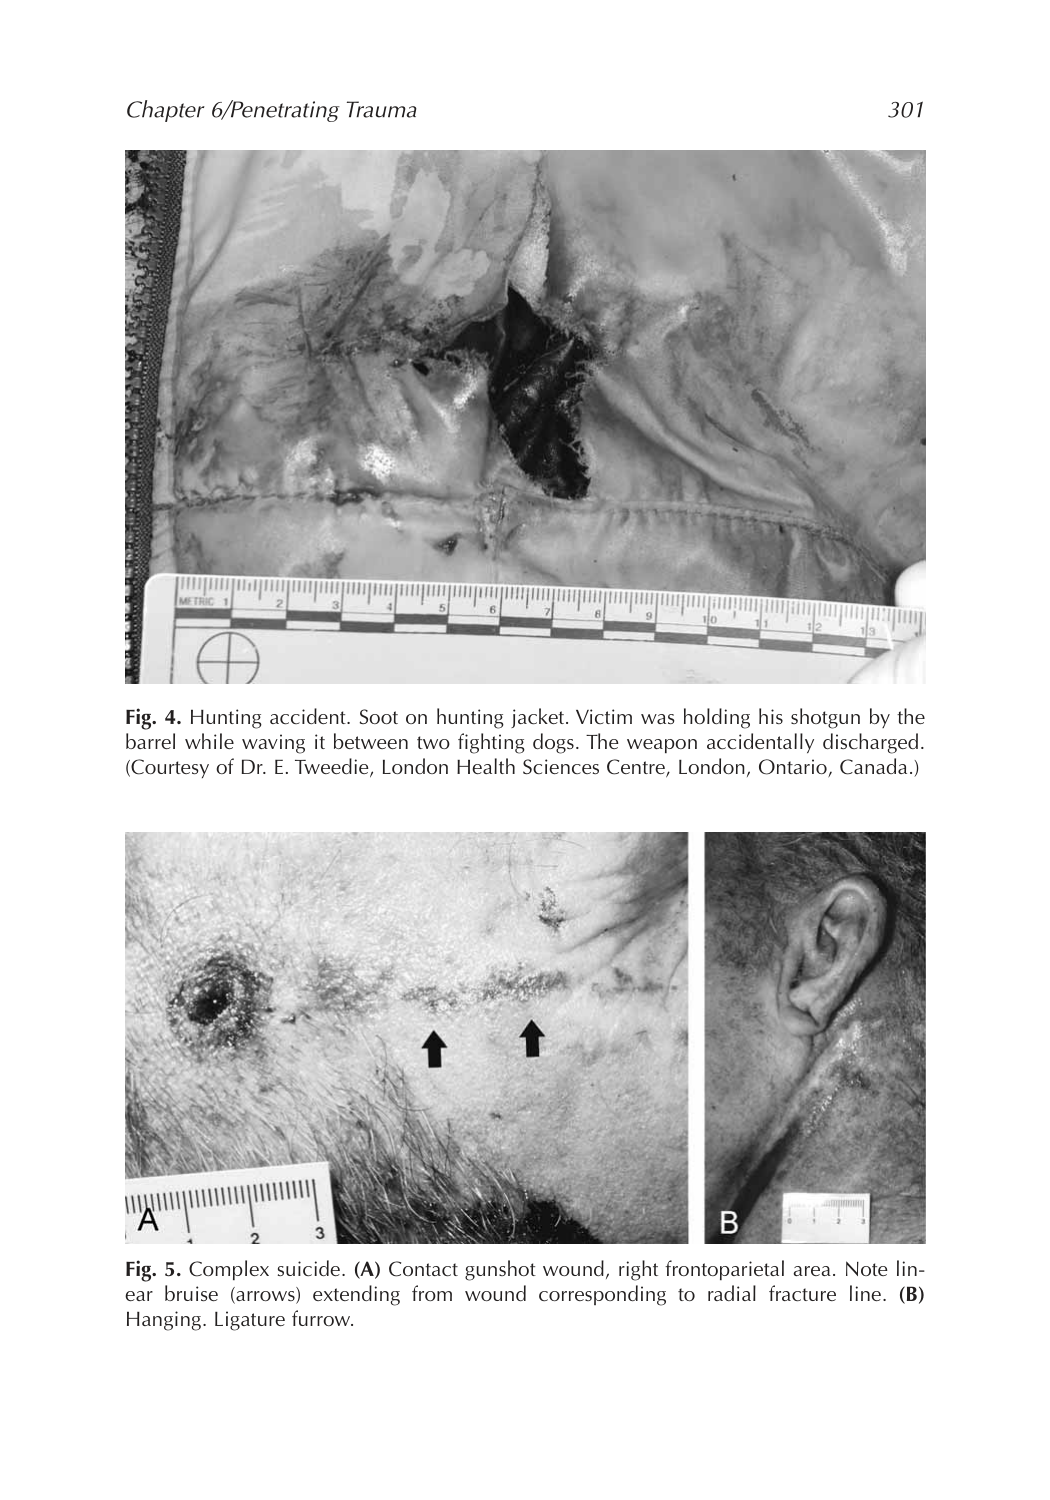 Chapter 6/Penetrating Trauma 301
METRIC 1 2 3 4 5 6 7 8 9 10 11 12 13
Fig. 4. Hunting accident. Soot on hunting jacket. Victim was holding his shotgun by the
barrel while waving it between two fighting dogs. The weapon accidentally discharged.
(Courtesy of Dr. E. Tweedie, London Health Sciences Centre, London, Ontario, Canada.)
A
1 2 3
B
0 1 2 3
Fig. 5. Complex suicide. (A) Contact gunshot wound, right frontoparietal area. Note lin-
ear bruise (arrows) extending from wound corresponding to radial fracture line. (B)
Hanging. Ligature furrow.